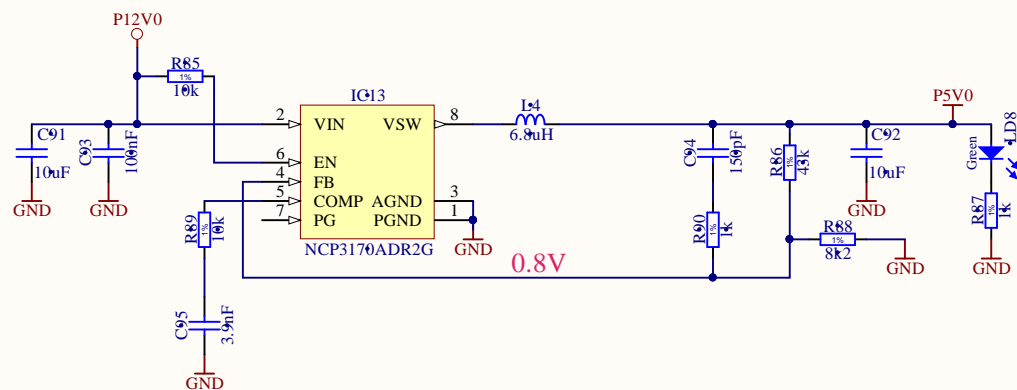 P12V0
R85
1%
10k
IC13
2
VIN
VSW
8
L4
6.8uH
P5V0
C91
10uF
GND
C93
100nF
GND
6
EN
4
FB
5
COMP
7
PG
AGND
3
PGND
1
NCP3170ADR2G
GND
C94
150pF
R86
1%
43k
C92
10uF
GND
Green
LD8
R87
1%
1k
GND
R88
1%
8k2
GND
R90
1%
1k
R89
1%
10k
0.8V
C95
3.9nF
GND